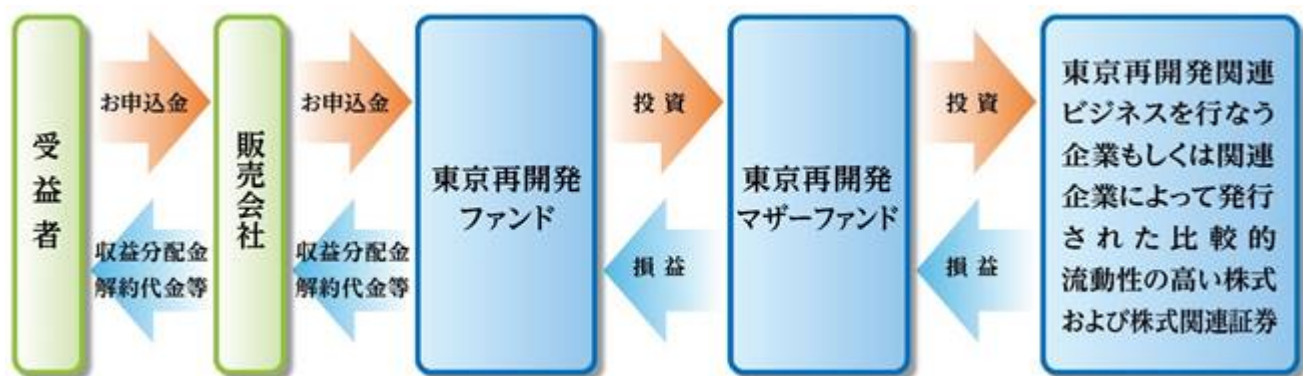 受益者
お申込金
収益分配金
解約代金等
販売会社
お申込金
収益分配金
解約代金等
東京再開発
ファンド
投資
損益
東京再開発
マザーファンド
投資
損益
東京再開発関連
ビジネスを行なう
企業もしくは関連
企業によって発行
された比較的
流動性の高い株式
および株式関連証券